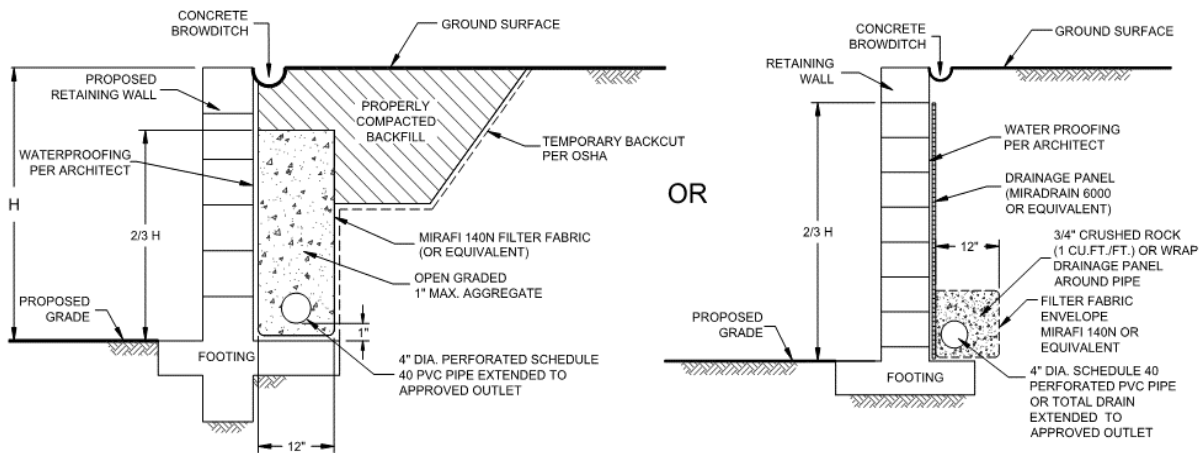 CONCRETE
BROWDITCH
GROUND SURFACE
PROPOSED
RETAINING WALL
PROPERLY
COMPACTED
BACKFILL
TEMPORARY BACKCUT
PER OSHA
WATERPROOFING
PER ARCHITECT
H
2/3 H
MIRAFI 140N FILTER FABRIC
(OR EQUIVALENT)
OPEN GRADED
1" MAX. AGGREGATE
PROPOSED
GRADE
1"
FOOTING
4" DIA. PERFORATED SCHEDULE
40 PVC PIPE EXTENDED TO
APPROVED OUTLET
12"
OR
CONCRETE
BROWDITCH
GROUND SURFACE
RETAINING
WALL
WATER PROOFING
PER ARCHITECT
DRAINAGE PANEL
(MIRADRAIN 6000
OR EQUIVALENT)
2/3 H
12"
3/4" CRUSHED ROCK
(1 CU.FT./FT.) OR WRAP
DRAINAGE PANEL
AROUND PIPE
FILTER FABRIC
ENVELOPE
MIRAFI 140N OR
EQUIVALENT
PROPOSED
GRADE
FOOTING
4" DIA. SCHEDULE 40
PERFORATED PVC PIPE
OR TOTAL DRAIN
EXTENDED TO
APPROVED OUTLET